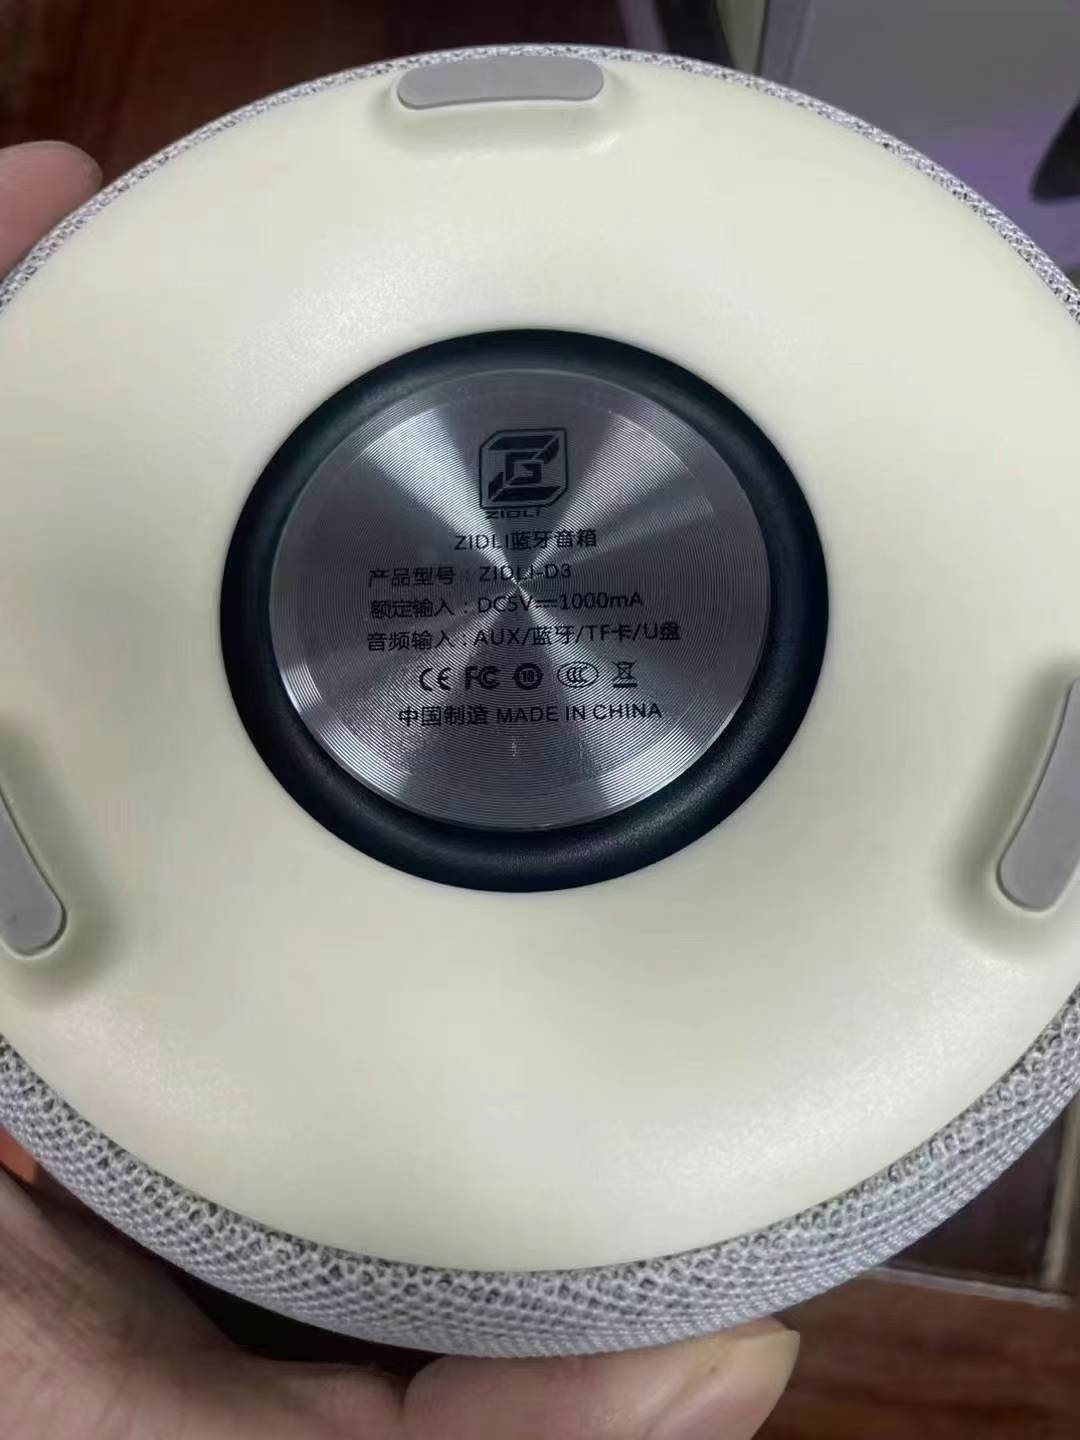 G
ZIDLI
ZIDLI蓝牙音箱
产品型号：ZIDLI-D3
额定输入：DC5V⎓1000mA
音频输入：AUX/蓝牙/TF卡/U盘
CE FC 10 CCC
中国制造 MADE IN CHINA